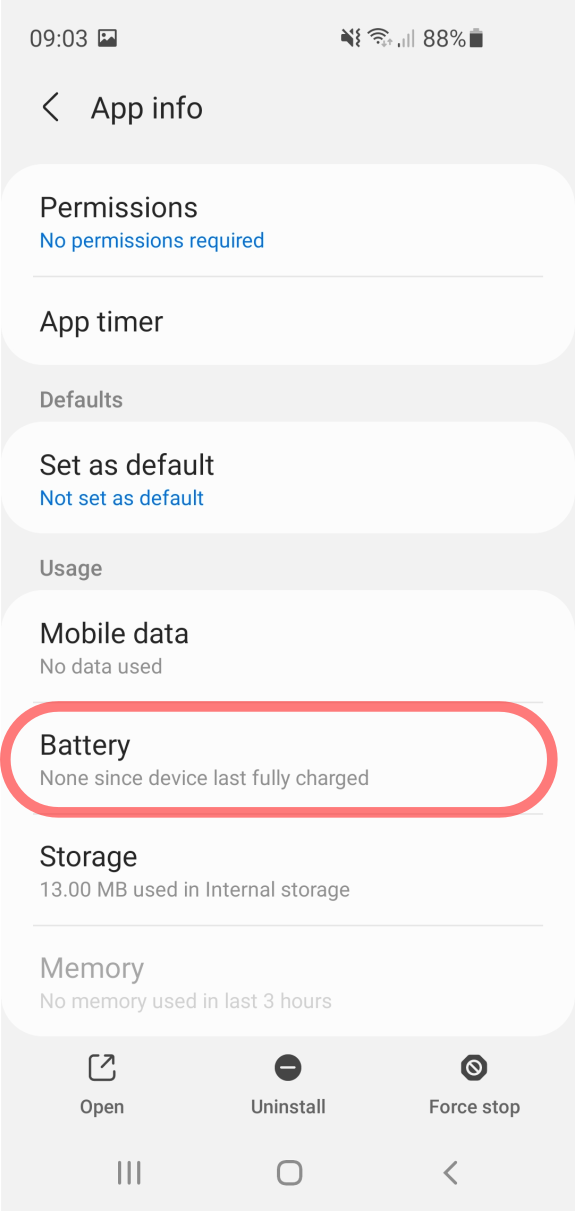 09:03 88%
App info
Permissions
No permissions required
App timer
Defaults
Set as default
Not set as default
Usage
Mobile data
No data used
Battery
None since device last fully charged
Storage
13.00 MB used in Internal storage
Memory
No memory used in last 3 hours
Open Uninstall Force stop